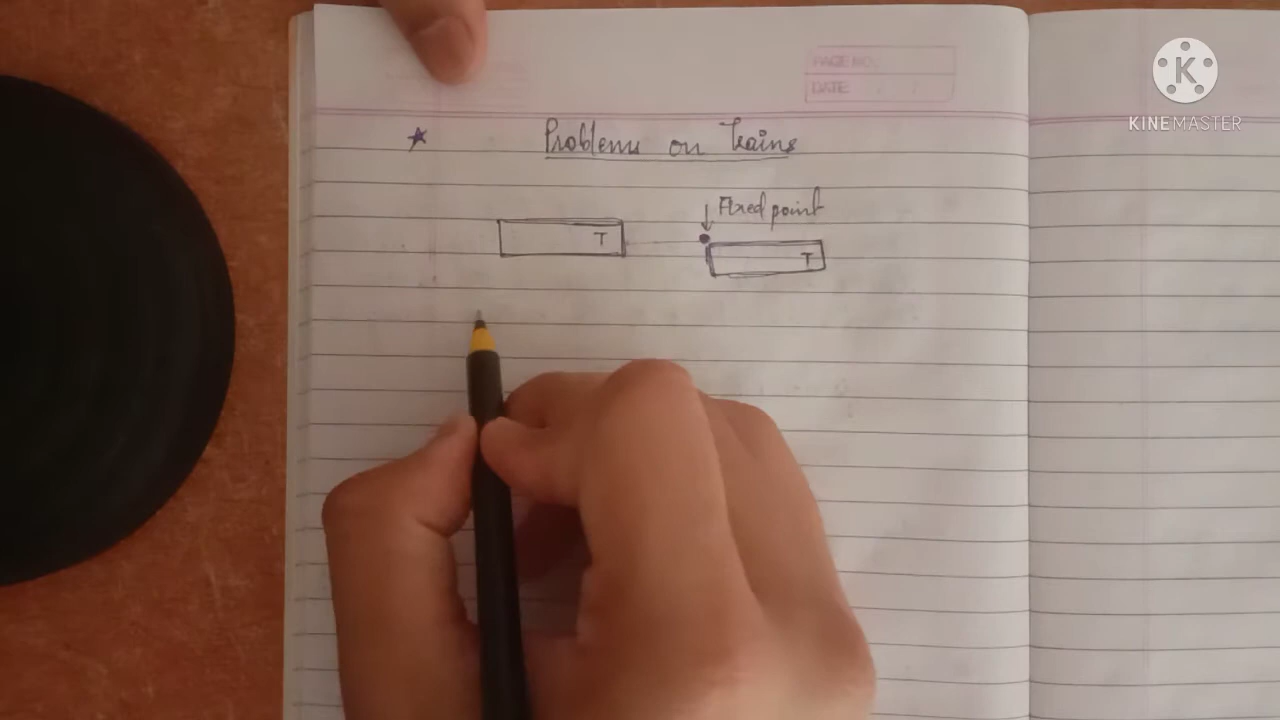 PAGE NO.
DATE
K
KINEMASTER
Problems on Trains
Fixed point
T
T